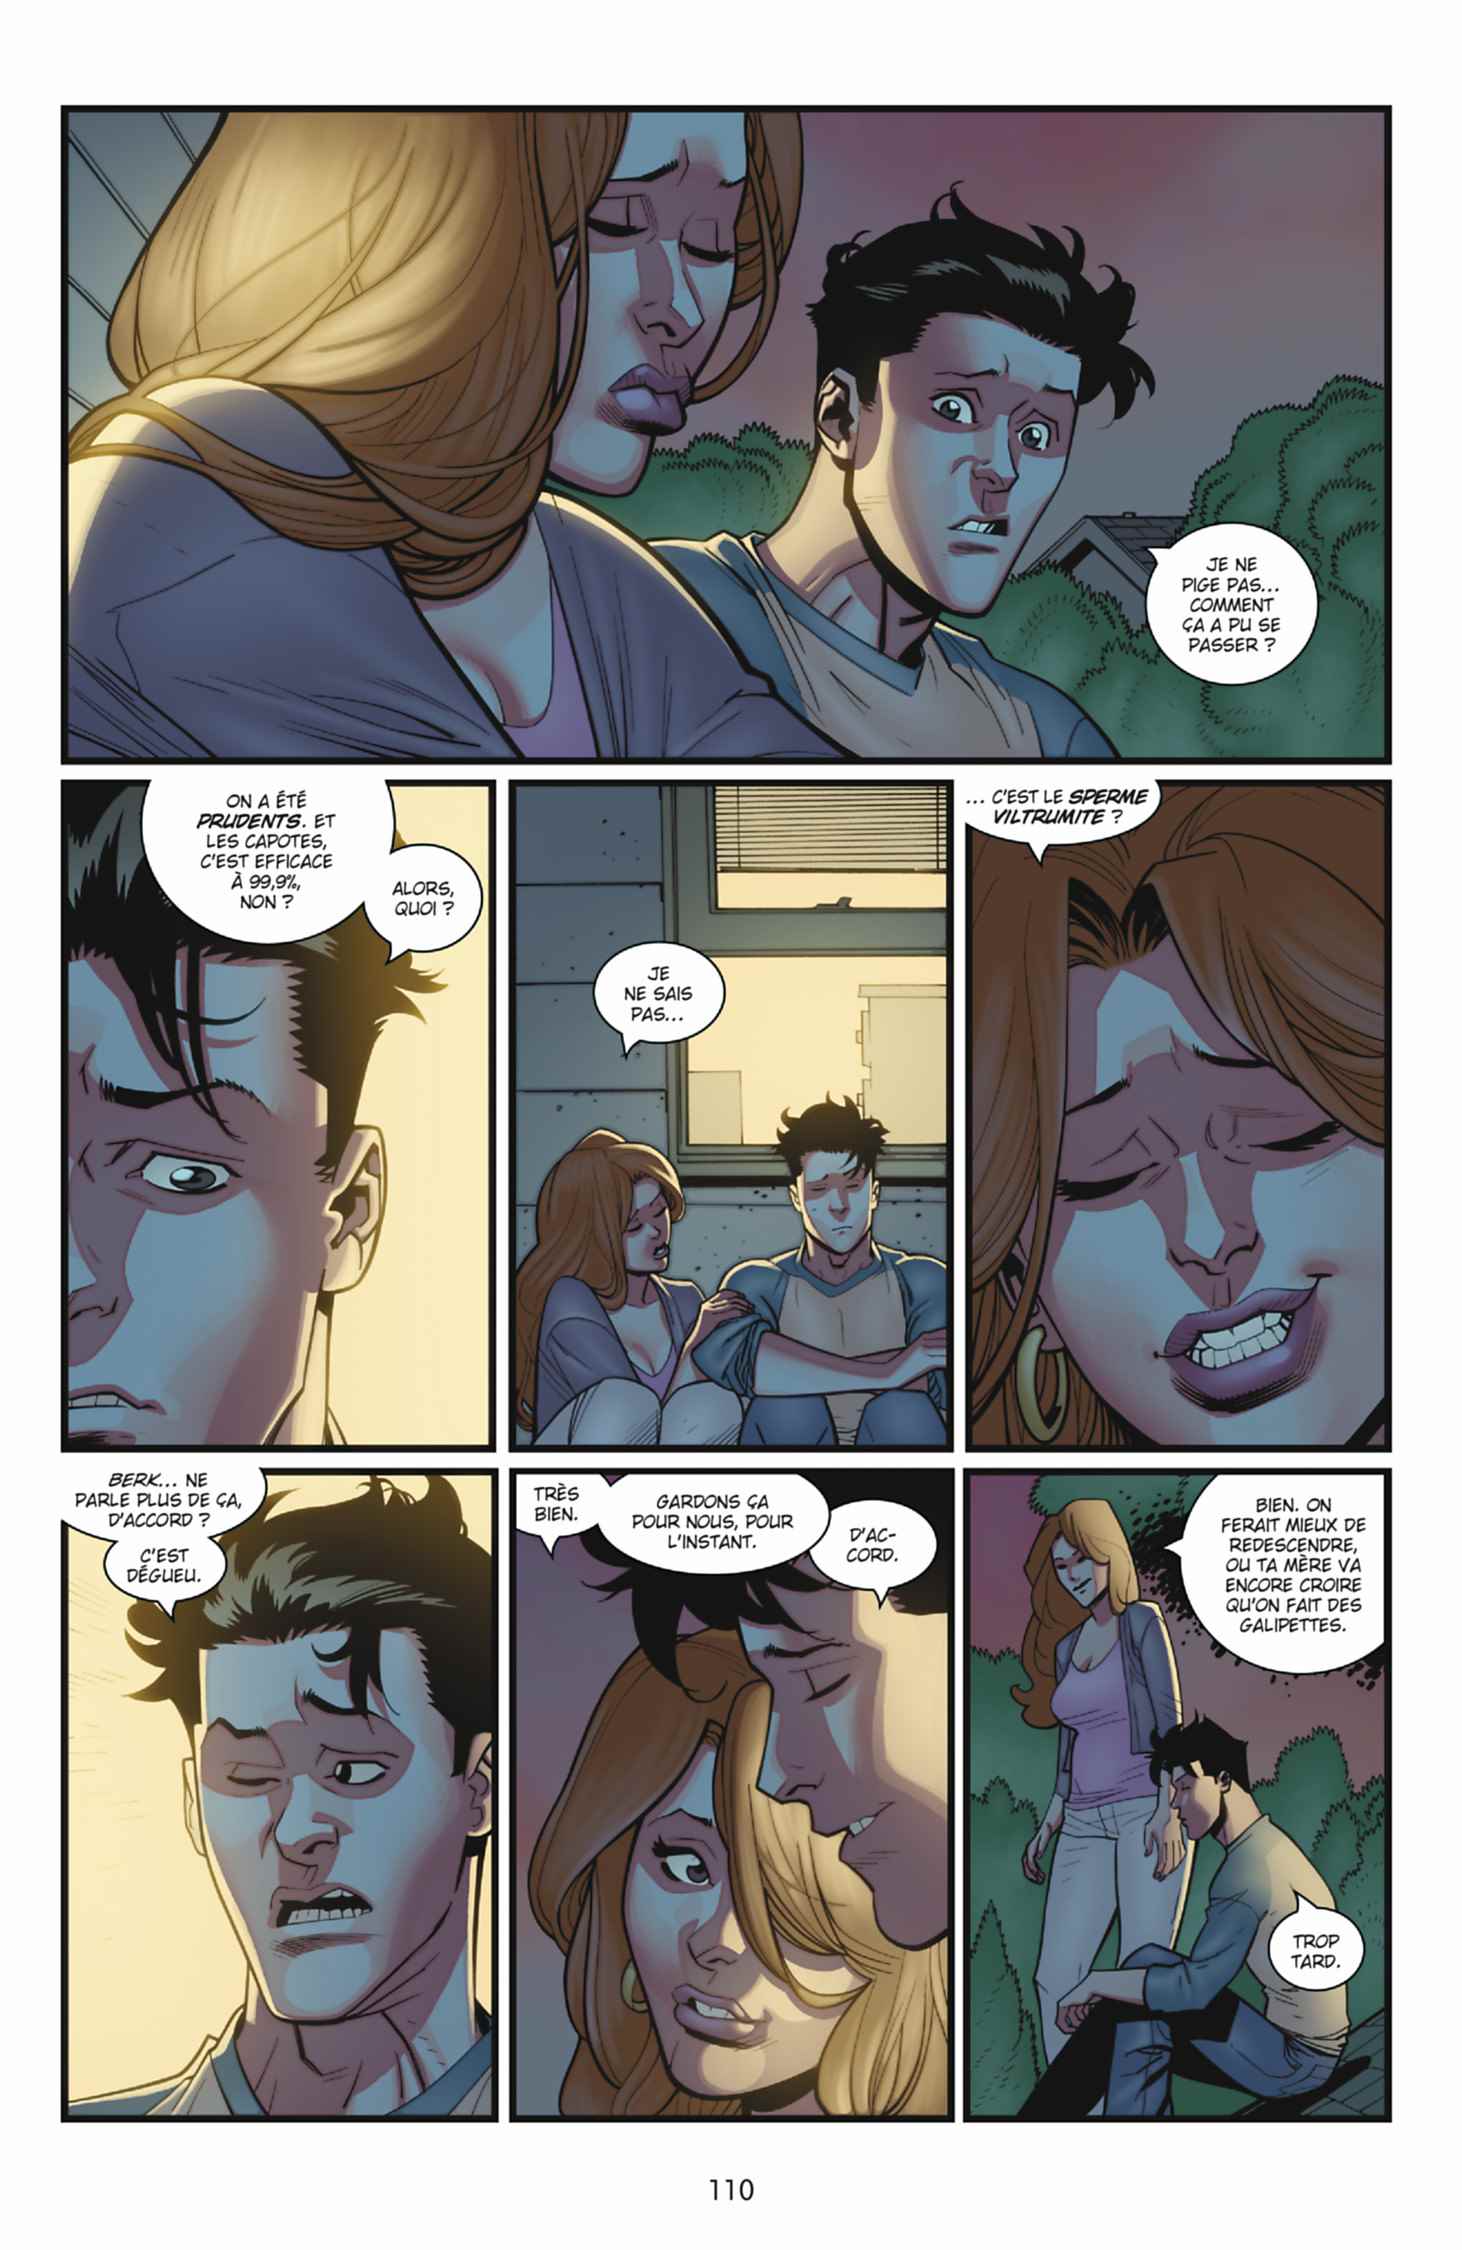 JE NE
PIGE PAS...
COMMENT
ÇA A PU SE
PASSER ?
ON A ÉTÉ
PRUDENTS. ET
LES CAPOTES,
C'EST EFFICACE
À 99,9%,
NON ?
ALORS,
QUOI ?
JE
NE SAIS
PAS...
... C'EST LE SPERME
VILTRUMITE ?
BERK... NE
PARLE PLUS DE ÇA,
D'ACCORD ?
C'EST
DÉGUEU.
TRÈS
BIEN.
GARDONS ÇA
POUR NOUS, POUR
L'INSTANT.
D'AC-
CORD.
BIEN. ON
FERAIT MIEUX DE
REDESCENDRE,
OU TA MÈRE VA
ENCORE CROIRE
QU'ON FAIT DES
GALIPETTES.
TROP
TARD.
110